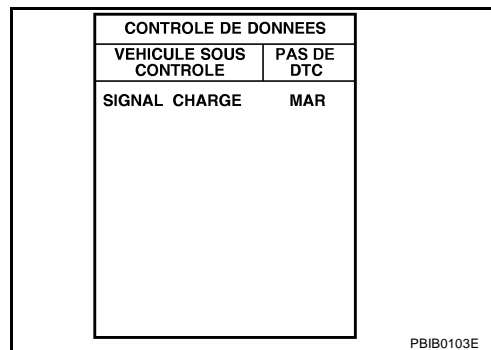 CONTROLE DE DONNEES
VEHICULE SOUS CONTROLE
PAS DE DTC
SIGNAL CHARGE MAR
PBIB0103E